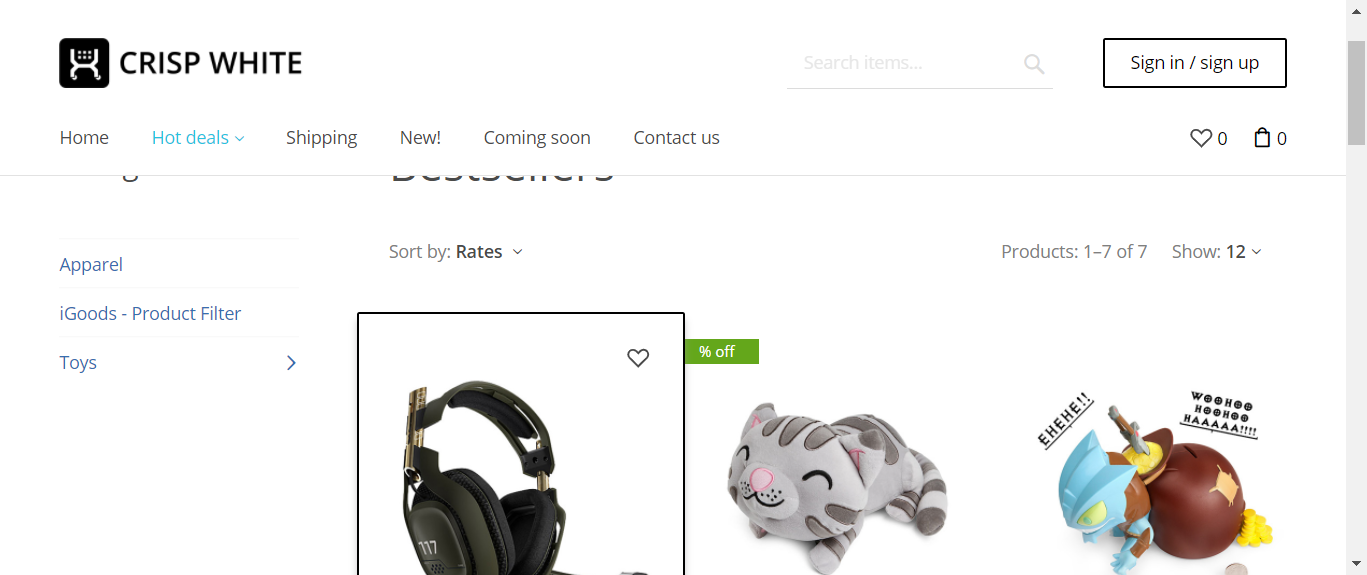 CRISP WHITE
Search items...
Sign in / sign up
Home
Hot deals
Shipping
New!
Coming soon
Contact us
0
0
Bestsellers
Sort by: Rates
Products: 1–7 of 7
Show: 12
Apparel
iGoods - Product Filter
Toys
% off
117
EHEHE!!
WOOHOO
HOOHOO
HAAAAA!!!!